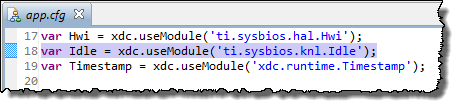 app.cfg
17 var Hwi = xdc.useModule('ti.sysbios.hal.Hwi');
18 var Idle = xdc.useModule('ti.sysbios.knl.Idle');
19 var Timestamp = xdc.useModule('xdc.runtime.Timestamp');
20